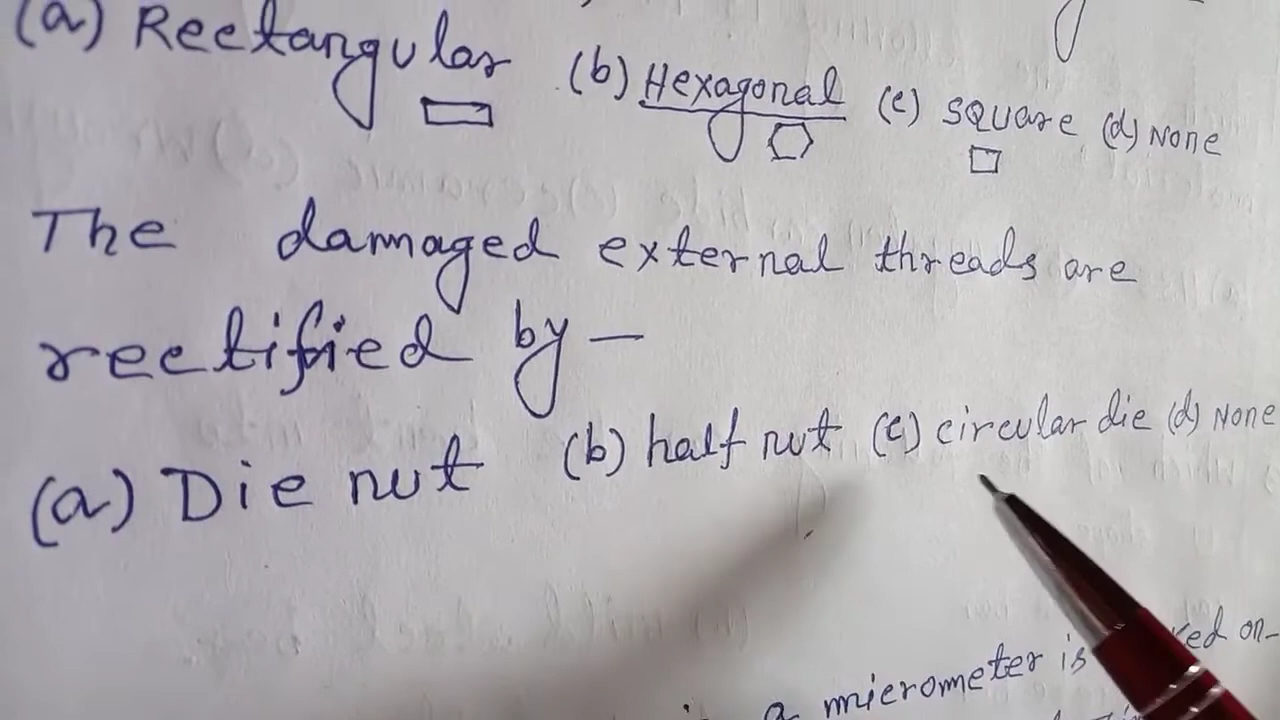 (a) Rectangular (b) Hexagonal (c) square (d) None
The damaged external threads are
rectified by —
(a) Die nut (b) half nut (c) circular die (d) None
a micrometer is on-